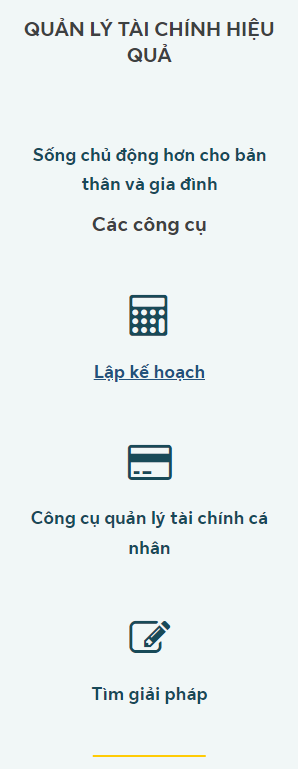 QUẢN LÝ TÀI CHÍNH HIỆU
QUẢ
Sống chủ động hơn cho bản
thân và gia đình
Các công cụ
Lập kế hoạch
Công cụ quản lý tài chính cá
nhân
Tìm giải pháp